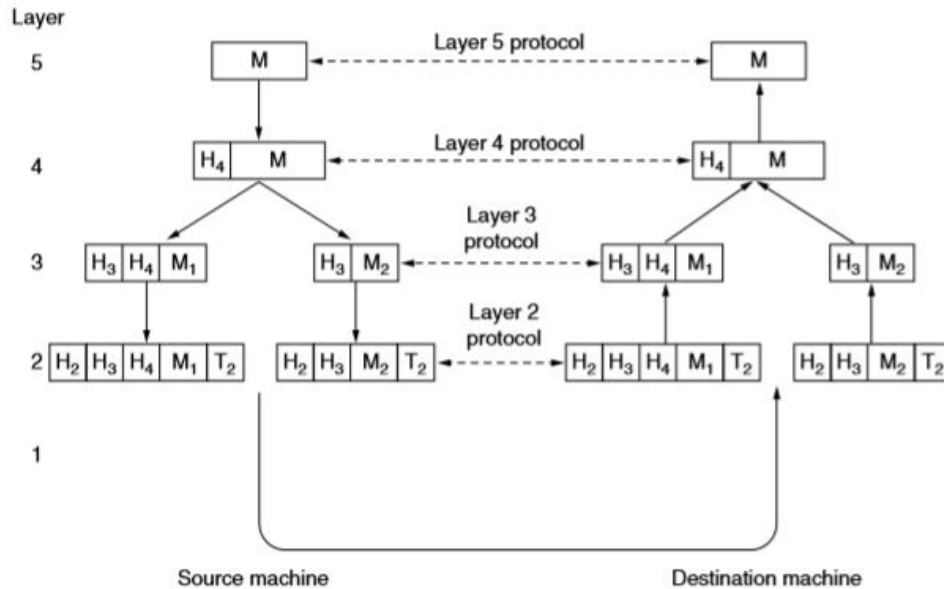 Layer
5 M Layer 5 protocol M
4 H₄ M Layer 4 protocol H₄ M
Layer 3
protocol
3 H₃ H₄ M₁ H₃ M₂ H₃ H₄ M₁ H₃ M₂
Layer 2
protocol
2 H₂ H₃ H₄ M₁ T₂ H₂ H₃ M₂ T₂ H₂ H₃ H₄ M₁ T₂ H₂ H₃ M₂ T₂
1
Source machine Destination machine